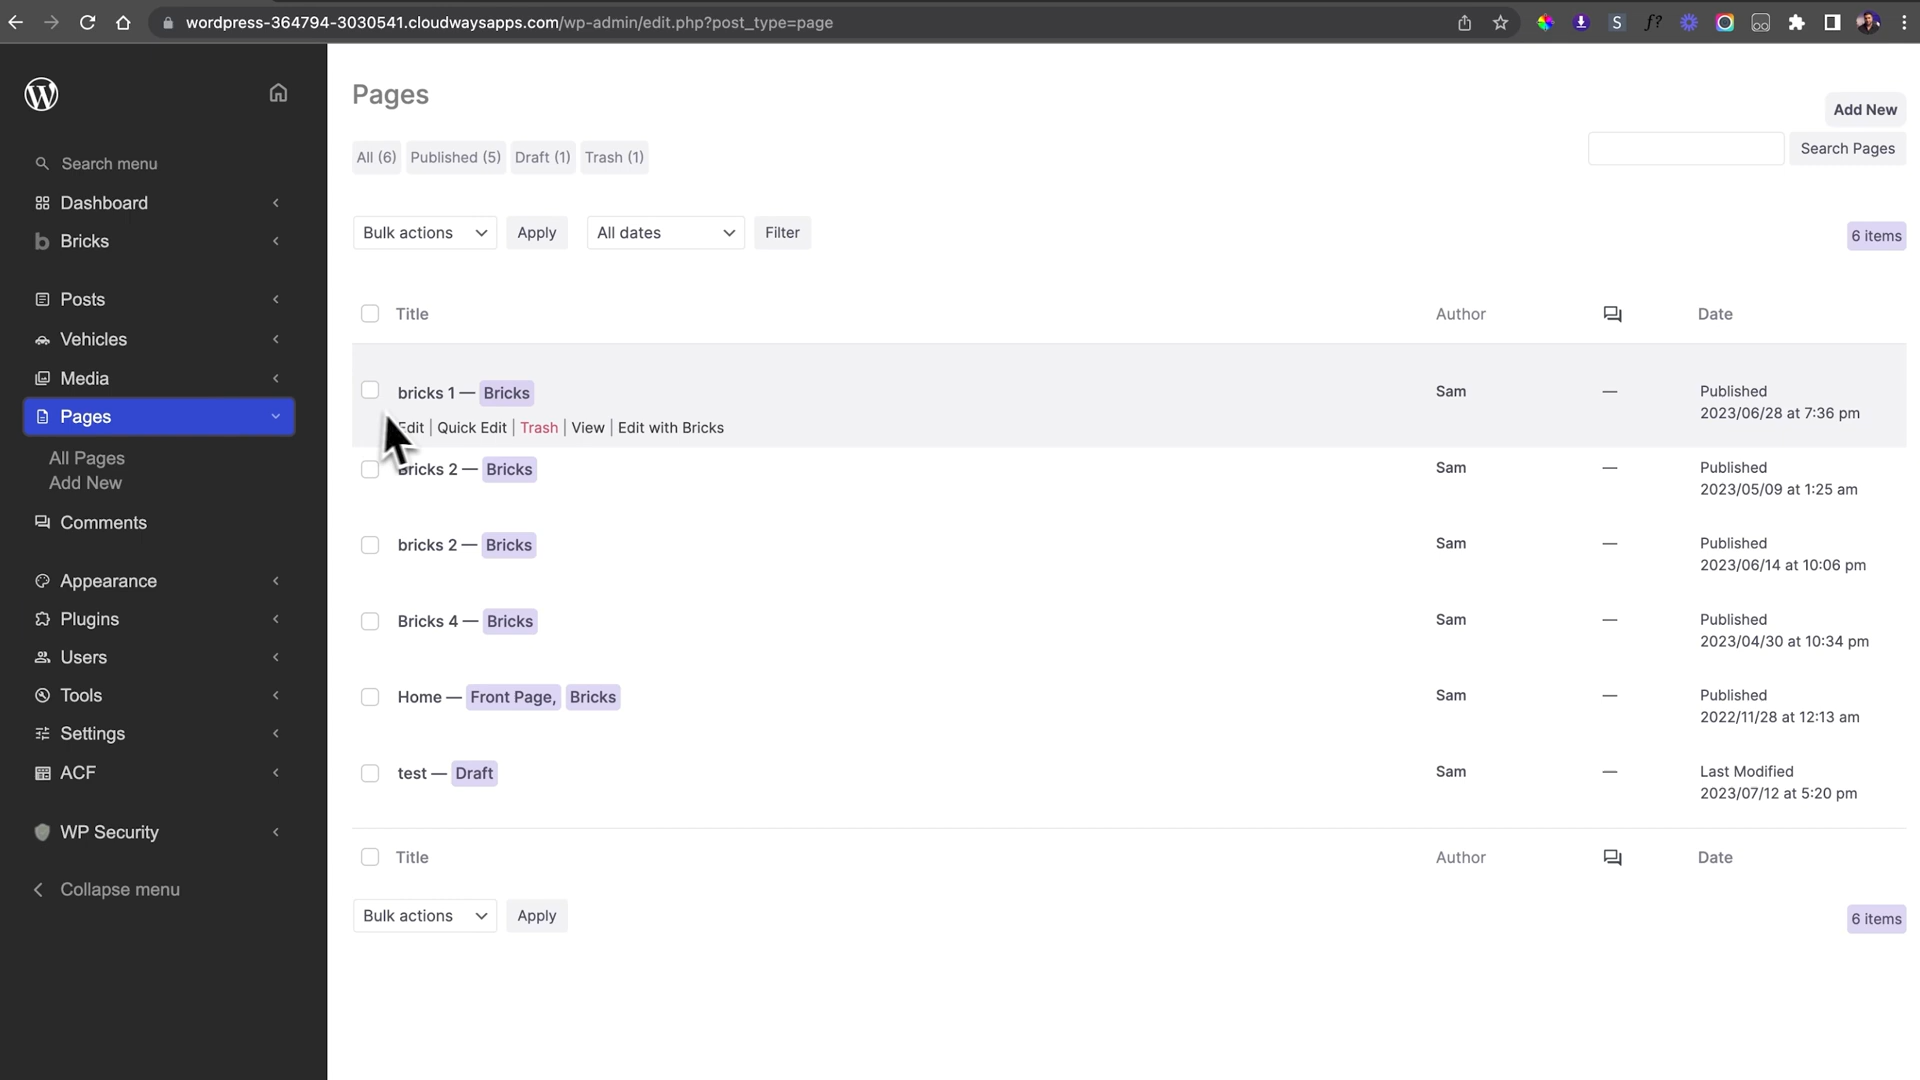 wordpress-364794-3030541.cloudwaysapps.com/wp-admin/edit.php?post_type=page
Search menu
Dashboard
Bricks
Posts
Vehicles
Media
Pages
All Pages
Add New
Comments
Appearance
Plugins
Users
Tools
Settings
ACF
WP Security
Collapse menu
Pages
Add New
All (6) Published (5) Draft (1) Trash (1)
Search Pages
Bulk actions Apply All dates Filter
6 items
Title Author Date
bricks 1 — Bricks Sam — Published
2023/06/28 at 7:36 pm
Edit | Quick Edit | Trash | View | Edit with Bricks
Bricks 2 — Bricks Sam — Published
2023/05/09 at 1:25 am
bricks 2 — Bricks Sam — Published
2023/06/14 at 10:06 pm
Bricks 4 — Bricks Sam — Published
2023/04/30 at 10:34 pm
Home — Front Page, Bricks Sam — Published
2022/11/28 at 12:13 am
test — Draft Sam — Last Modified
2023/07/12 at 5:20 pm
Title Author Date
Bulk actions Apply
6 items